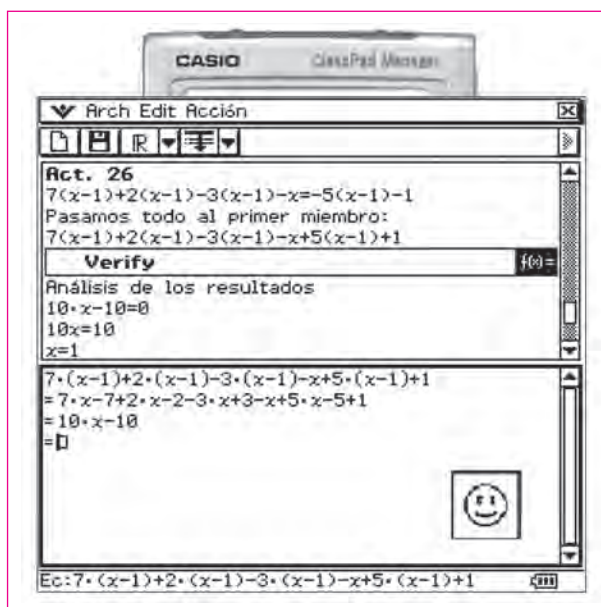 CASIO ClassPad Manager
Arch Edit Acción
R
Act. 26
7(x-1)+2(x-1)-3(x-1)-x=-5(x-1)-1
Pasamos todo al primer miembro:
7(x-1)+2(x-1)-3(x-1)-x+5(x-1)+1
Verify f(x)=
Análisis de los resultados
10·x-10=0
10x=10
x=1
7·(x-1)+2·(x-1)-3·(x-1)-x+5·(x-1)+1
=7·x-7+2·x-2-3·x+3-x+5·x-5+1
=10·x-10
=
Ec:7·(x-1)+2·(x-1)-3·(x-1)-x+5·(x-1)+1